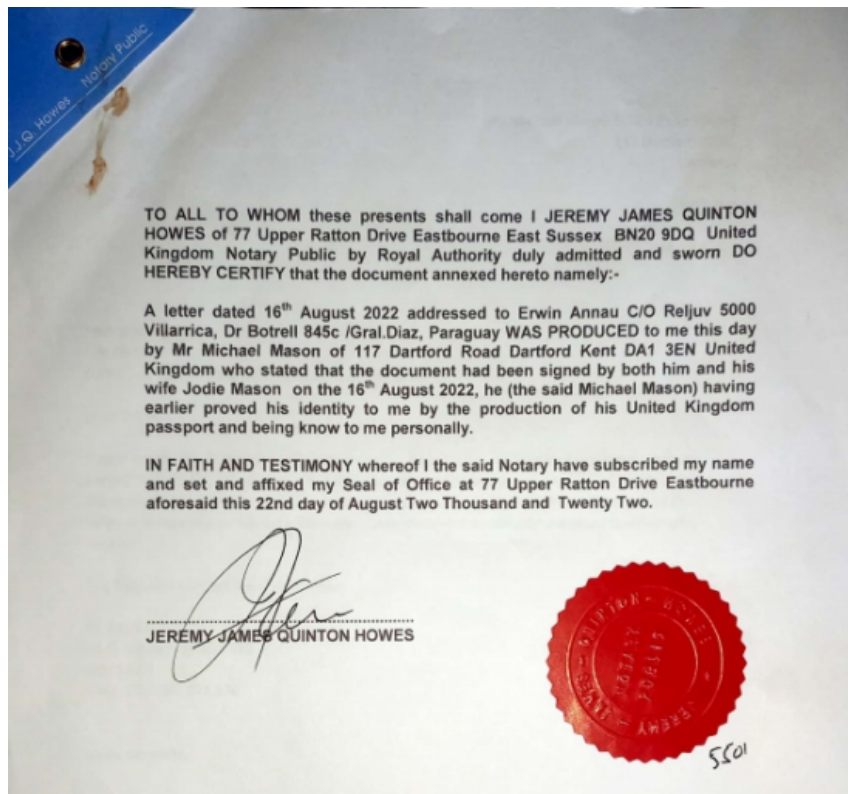 J.J.Q. Howes Notary Public
TO ALL TO WHOM these presents shall come I JEREMY JAMES QUINTON
HOWES of 77 Upper Ratton Drive Eastbourne East Sussex BN20 9DQ United
Kingdom Notary Public by Royal Authority duly admitted and sworn DO
HEREBY CERTIFY that the document annexed hereto namely:-
A letter dated 16th August 2022 addressed to Erwin Annau C/O Reljuv 5000
Villarrica, Dr Botrell 845c /Gral.Diaz, Paraguay WAS PRODUCED to me this day
by Mr Michael Mason of 117 Dartford Road Dartford Kent DA1 3EN United
Kingdom who stated that the document had been signed by both him and his
wife Jodie Mason on the 16th August 2022, he (the said Michael Mason) having
earlier proved his identity to me by the production of his United Kingdom
passport and being know to me personally.
IN FAITH AND TESTIMONY whereof I the said Notary have subscribed my name
and set and affixed my Seal of Office at 77 Upper Ratton Drive Eastbourne
aforesaid this 22nd day of August Two Thousand and Twenty Two.
JEREMY JAMES QUINTON HOWES
JEREMY JAMES QUINTON HOWES
NOTARY
PUBLIC
5501